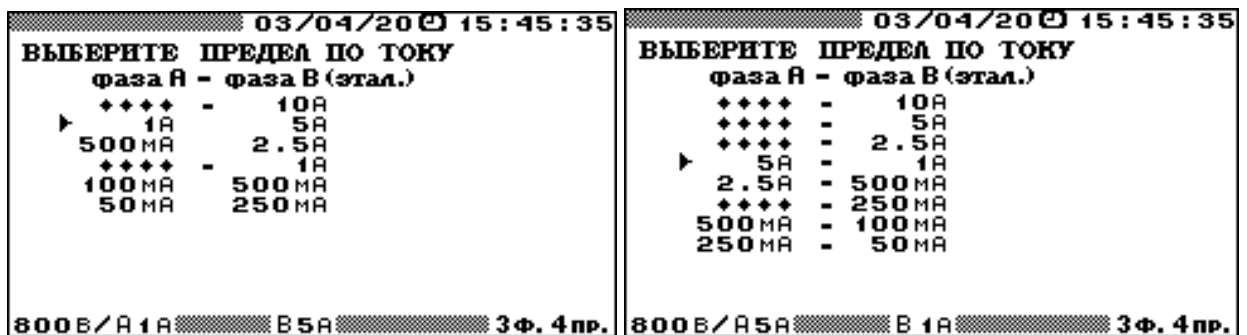 03/04/20 15:45:35
ВЫБЕРИТЕ ПРЕДЕЛ ПО ТОКУ
фаза А - фаза В (этал.)
♦♦♦♦ - 10А
▶ 1А 5А
500мА 2.5А
♦♦♦♦ - 1А
100мА 500мА
50мА 250мА
800В/А1А В5А 3ф.4пр.
03/04/20 15:45:35
ВЫБЕРИТЕ ПРЕДЕЛ ПО ТОКУ
фаза А - фаза В (этал.)
♦♦♦♦ - 10А
♦♦♦♦ - 5А
♦♦♦♦ - 2.5А
▶ 5А - 1А
2.5А - 500мА
♦♦♦♦ - 250мА
500мА - 100мА
250мА - 50мА
800В/А5А В 1А 3ф.4пр.